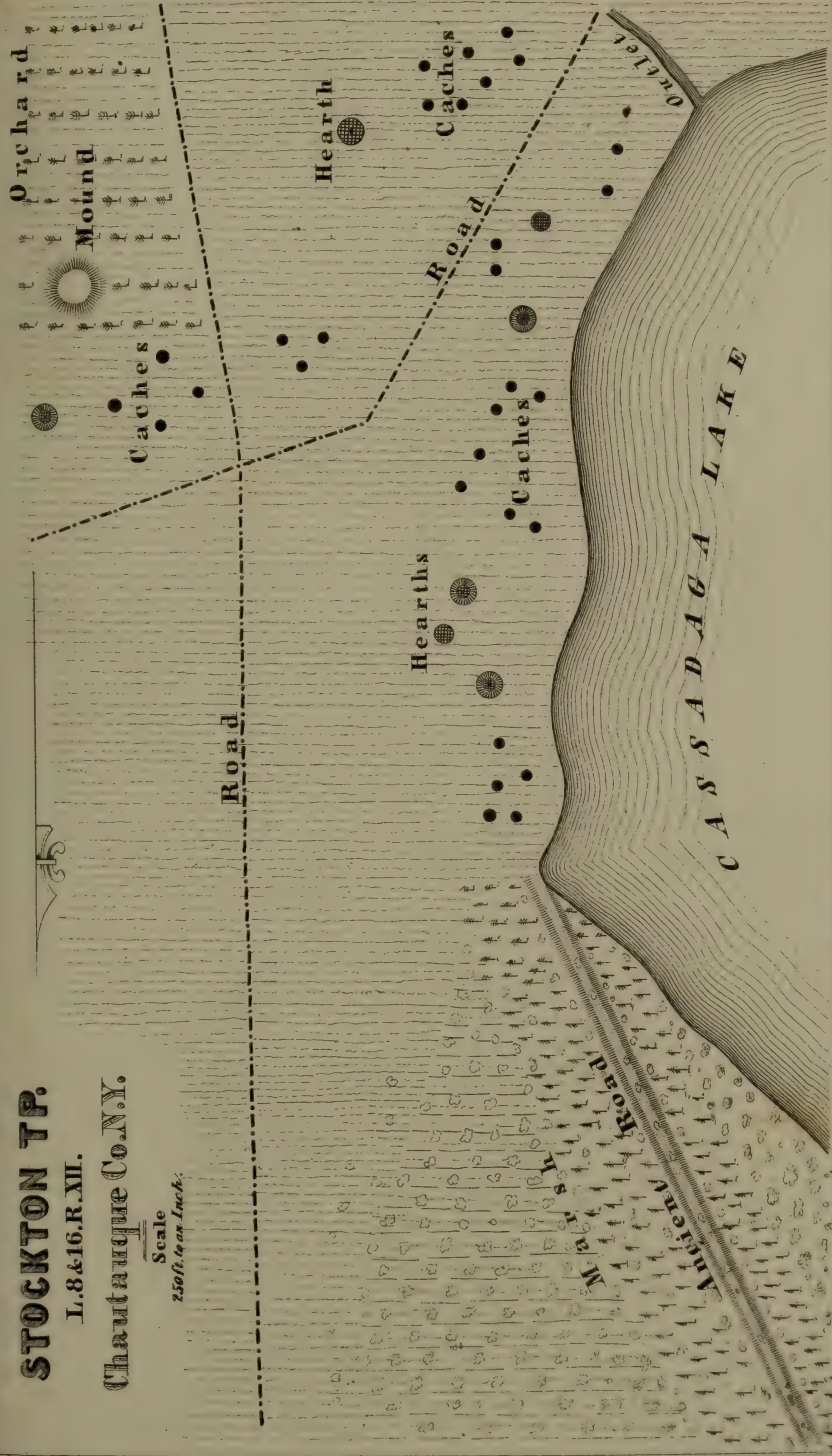 STOCKTON TP.
L.8.&16.R.XII.
Chautauque Co. N.Y.
Scale
250 ft. to an Inch.
Orchard
Mound
Caches
Hearth
Caches
Road
Outlet
Road
Hearths
Caches
CASSADAGA LAKE
Marsh
Ancient Road